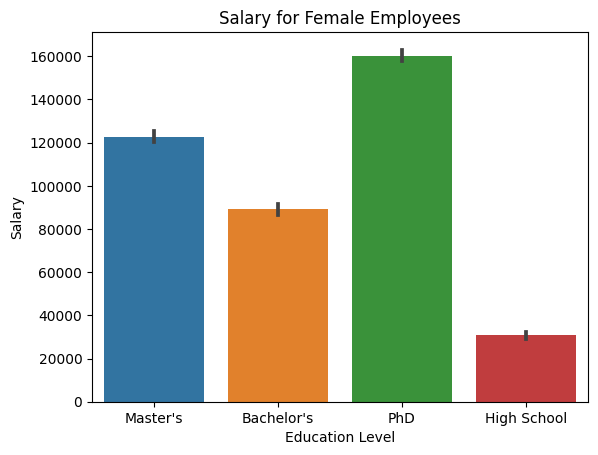 Salary for Female Employees
Salary
160000
140000
120000
100000
80000
60000
40000
20000
0
Master's Bachelor's PhD High School
Education Level